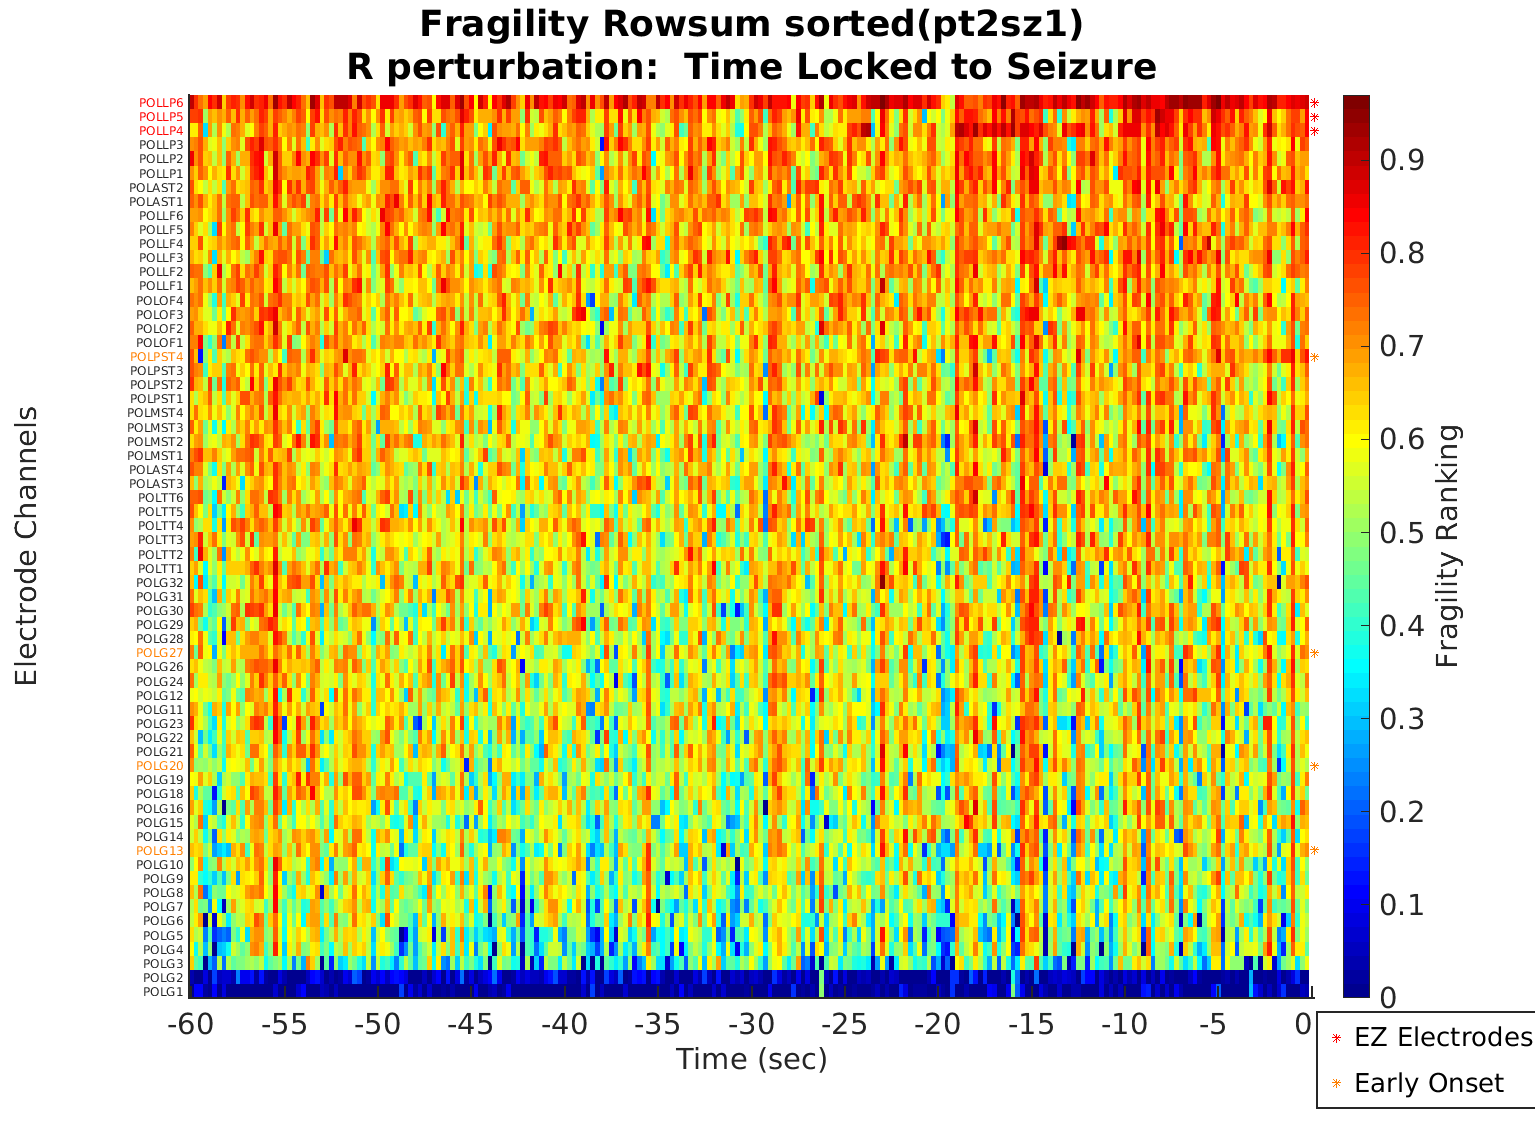 Fragility Rowsum sorted(pt2sz1)
R perturbation:  Time Locked to Seizure
Electrode Channels
POLLP6
POLLP5
POLLP4
POLLP3
POLLP2
POLLP1
POLAST2
POLAST1
POLLF6
POLLF5
POLLF4
POLLF3
POLLF2
POLLF1
POLOF4
POLOF3
POLOF2
POLOF1
POLPST4
POLPST3
POLPST2
POLPST1
POLMST4
POLMST3
POLMST2
POLMST1
POLAST4
POLAST3
POLTT6
POLTT5
POLTT4
POLTT3
POLTT2
POLTT1
POLG32
POLG31
POLG30
POLG29
POLG28
POLG27
POLG26
POLG24
POLG12
POLG11
POLG23
POLG22
POLG21
POLG20
POLG19
POLG18
POLG16
POLG15
POLG14
POLG13
POLG10
POLG9
POLG8
POLG7
POLG6
POLG5
POLG4
POLG3
POLG2
POLG1
-60 -55 -50 -45 -40 -35 -30 -25 -20 -15 -10 -5 0
Time (sec)
0.9
0.8
0.7
0.6
0.5
0.4
0.3
0.2
0.1
0
Fragility Ranking
EZ Electrodes
Early Onset